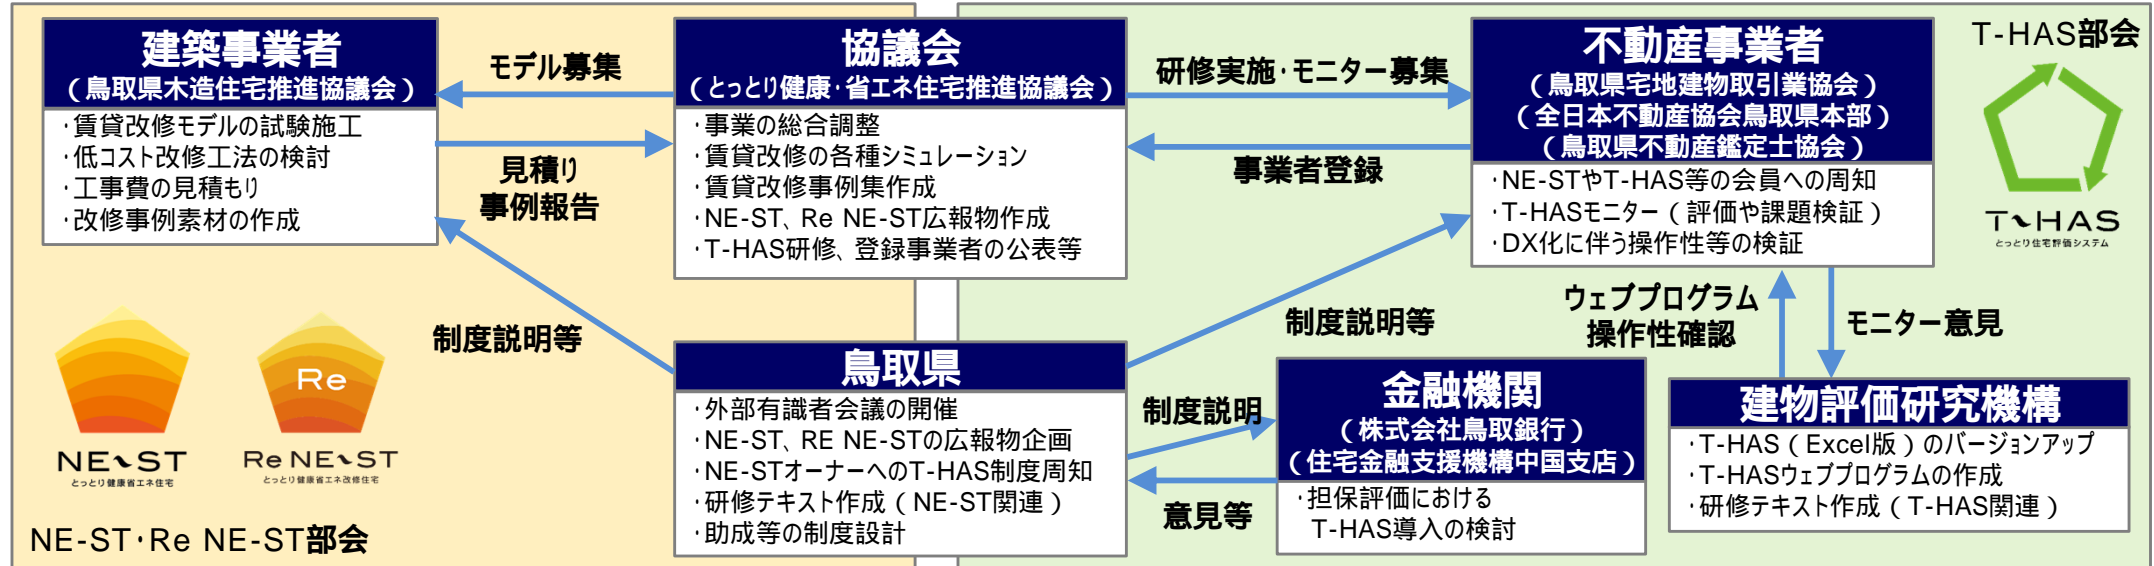 建築事業者
（鳥取県木造住宅推進協議会）
・賃貸改修モデルの試験施工
・低コスト改修工法の検討
・工事費の見積もり
・改修事例素材の作成
モデル募集
見積り
事例報告
協議会
（とっとり健康・省エネ住宅推進協議会）
・事業の総合調整
・賃貸改修の各種シミュレーション
・賃貸改修事例集作成
・NE-ST、Re NE-ST広報物作成
・T-HAS研修、登録事業者の公表等
研修実施・モニター募集
事業者登録
不動産事業者
（鳥取県宅地建物取引業協会）
（全日本不動産協会鳥取県本部）
（鳥取県不動産鑑定士協会）
・NE-STやT-HAS等の会員への周知
・T-HASモニター（評価や課題検証）
・DX化に伴う操作性等の検証
T-HAS部会
T-HAS
とっとり住宅評価システム
制度説明等
制度説明等
ウェブプログラム
操作性確認
モニター意見
NE-ST
とっとり健康省エネ住宅
Re
Re NE-ST
とっとり健康省エネ改修住宅
NE-ST・Re NE-ST部会
鳥取県
・外部有識者会議の開催
・NE-ST、RE NE-STの広報物企画
・NE-STオーナーへのT-HAS制度周知
・研修テキスト作成（NE-ST関連）
・助成等の制度設計
制度説明
意見等
金融機関
（株式会社鳥取銀行）
（住宅金融支援機構中国支店）
・担保評価における
T-HAS導入の検討
建物評価研究機構
・T-HAS（Excel版）のバージョンアップ
・T-HASウェブプログラムの作成
・研修テキスト作成（T-HAS関連）